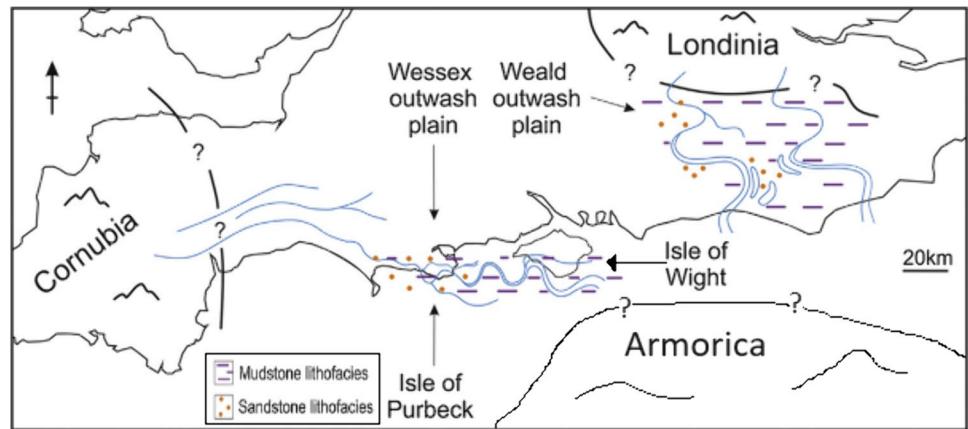 Londinia
Wessex
outwash
plain
Weald
outwash
plain
?
?
?
?
Cornubia
Isle of
Wight
20km
?
?
Armorica
Mudstone lithofacies
Sandstone lithofacies
Isle of
Purbeck